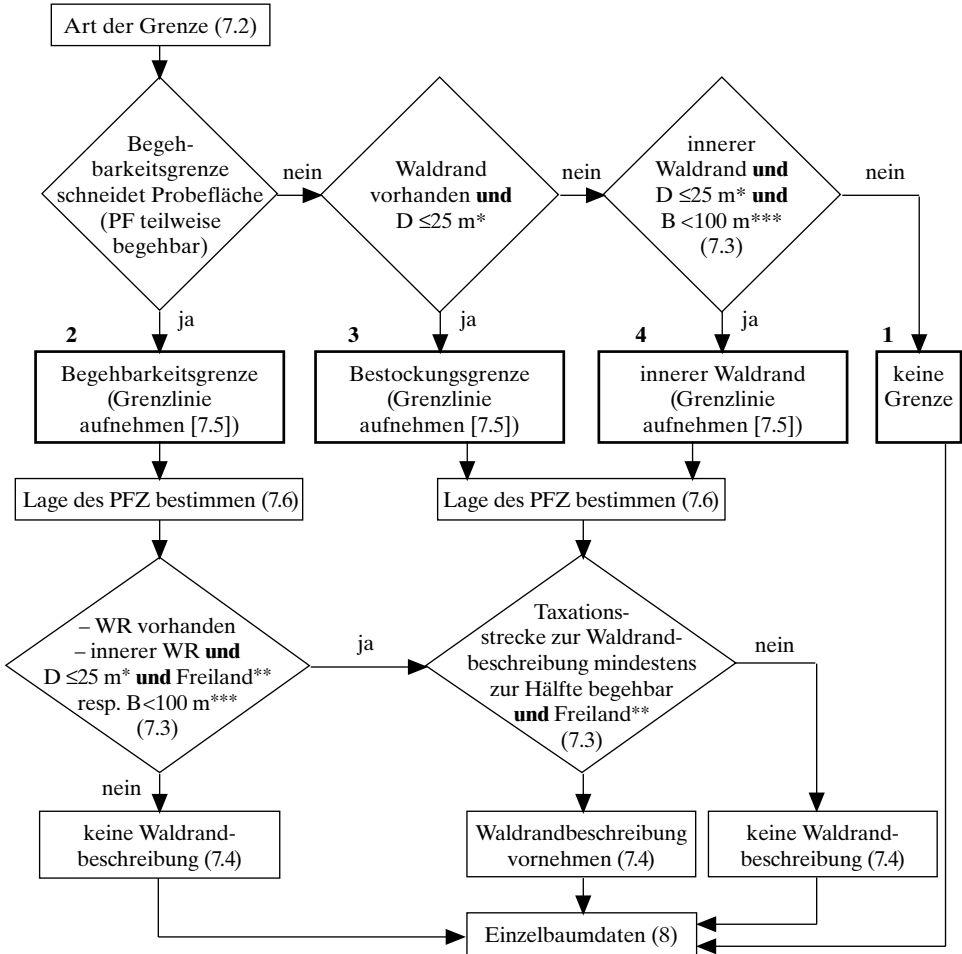 Art der Grenze (7.2)
Begeh-
barkeitsgrenze
schneidet Probefläche
(PF teilweise
begehbar)
nein
Waldrand
vorhanden und
D ≤25 m*
nein
innerer
Waldrand und
D ≤25 m* und
B <100 m***
(7.3)
nein
ja
ja
ja
2
3
4
1
Begehbarkeitsgrenze
(Grenzlinie
aufnehmen [7.5])
Bestockungsgrenze
(Grenzlinie
aufnehmen [7.5])
innerer Waldrand
(Grenzlinie
aufnehmen [7.5])
keine
Grenze
Lage des PFZ bestimmen (7.6)
Lage des PFZ bestimmen (7.6)
– WR vorhanden
– innerer WR und
D ≤25 m* und Freiland**
resp. B<100 m***
(7.3)
ja
Taxations-
strecke zur Waldrand-
beschreibung mindestens
zur Hälfte begehbar
und Freiland**
(7.3)
nein
nein
keine Waldrand-
beschreibung (7.4)
Waldrandbeschreibung
vornehmen (7.4)
keine Waldrand-
beschreibung (7.4)
Einzelbaumdaten (8)